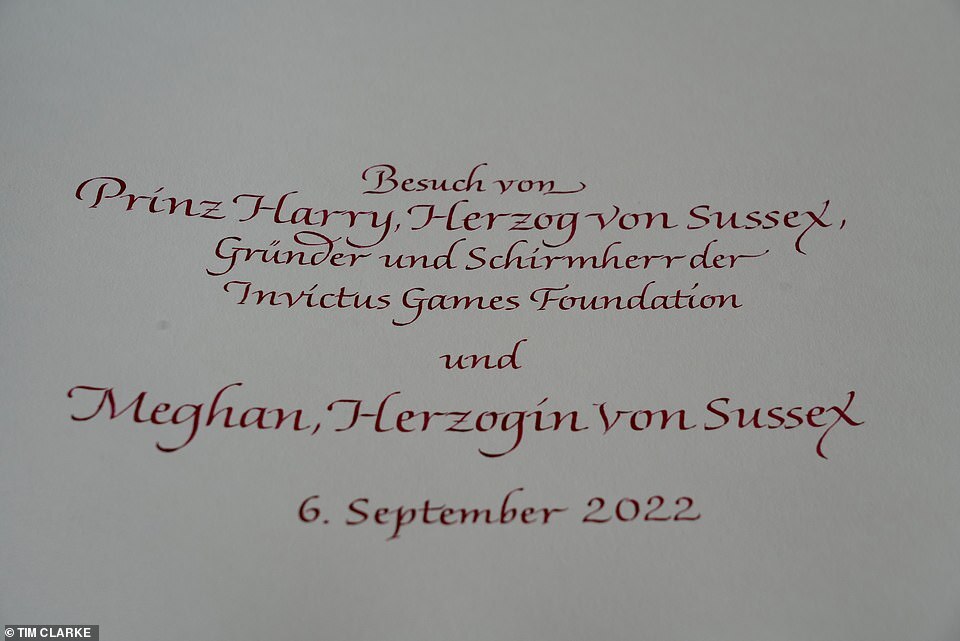 Besuch von
Prinz Harry, Herzog von Sussex,
Gründer und Schirmherr der
Invictus Games Foundation
und
Meghan, Herzogin von Sussex
6. September 2022
© TIM CLARKE